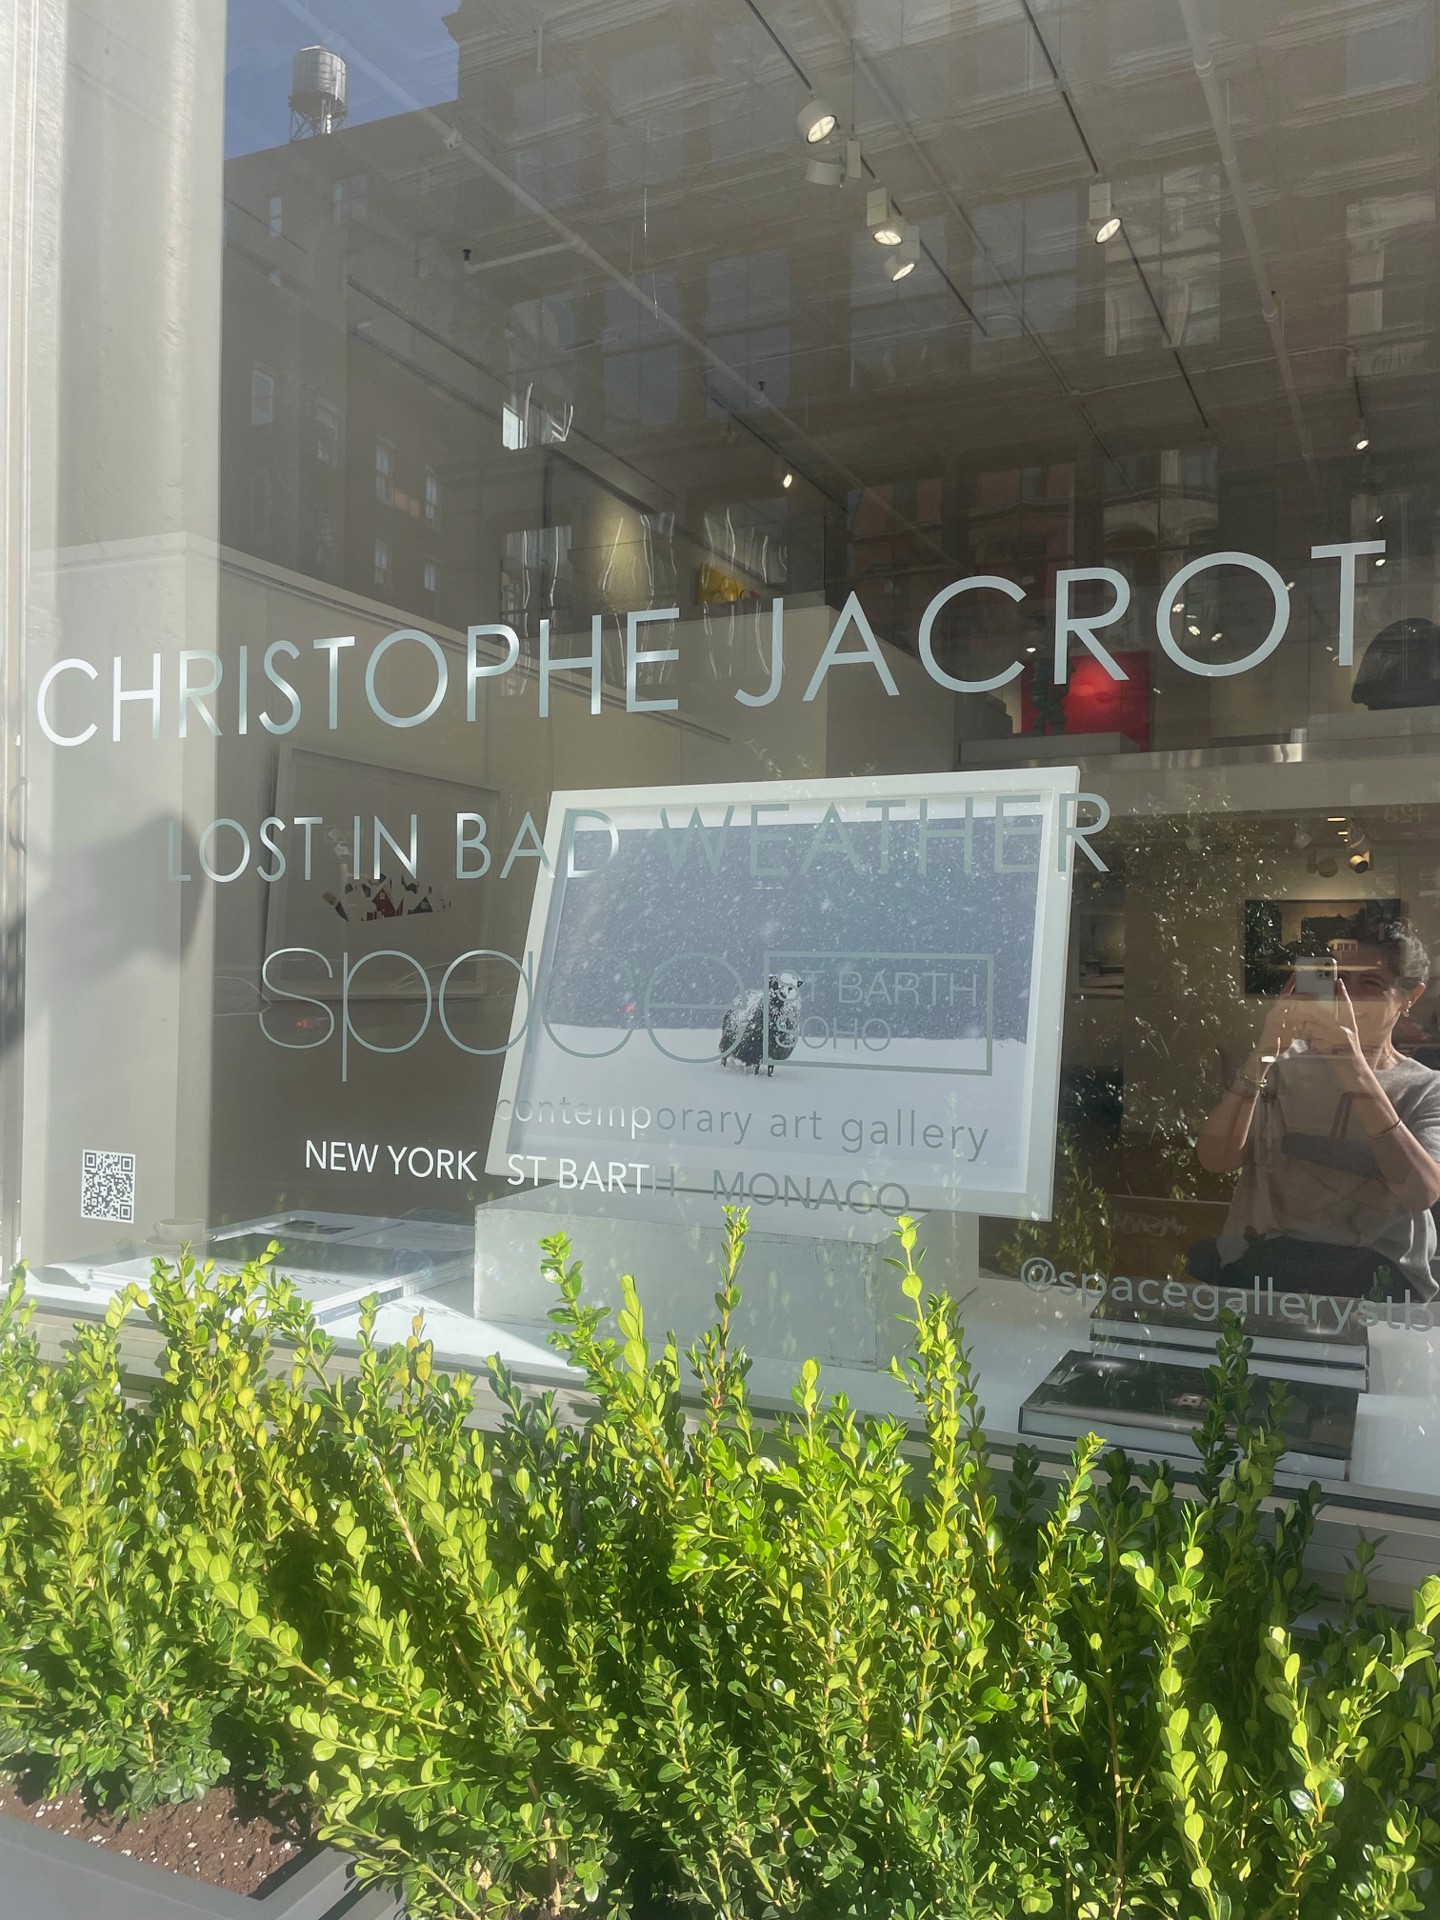 CHRISTOPHE JACROT
LOST IN BAD WEATHER
space ST BARTH
SOHO
contemporary art gallery
NEW YORK ST BARTH MONACO
@spacegallerystb